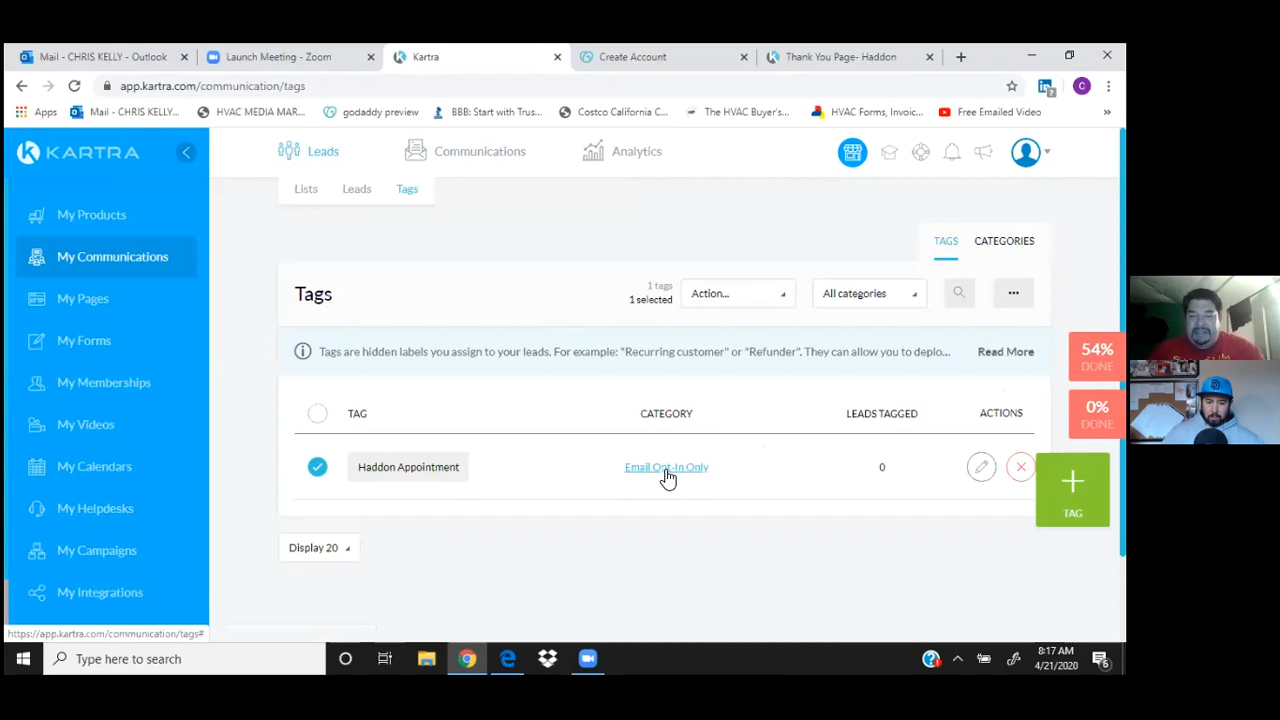 Mail - CHRIS KELLY - Outlook
Launch Meeting - Zoom
Kartra
Create Account
Thank You Page- Haddon
app.kartra.com/communication/tags
Apps
Mail - CHRIS KELLY...
HVAC MEDIA MAR...
godaddy preview
BBB: Start with Trus...
Costco California C...
The HVAC Buyer's...
HVAC Forms, Invoic...
Free Emailed Video
»
KARTRA
Leads
Communications
Analytics
Lists
Leads
Tags
My Products
My Communications
My Pages
My Forms
My Memberships
My Videos
My Calendars
My Helpdesks
My Campaigns
My Integrations
TAGS
CATEGORIES
Tags
1 tags
1 selected
Action...
All categories
...
Tags are hidden labels you assign to your leads. For example: "Recurring customer" or "Refunder". They can allow you to deplo...
Read More
TAG
CATEGORY
LEADS TAGGED
ACTIONS
Haddon Appointment
Email Opt-In Only
0
54%
DONE
0%
DONE
+
TAG
Display 20
https://app.kartra.com/communication/tags#
Type here to search
8:17 AM
4/21/2020
6